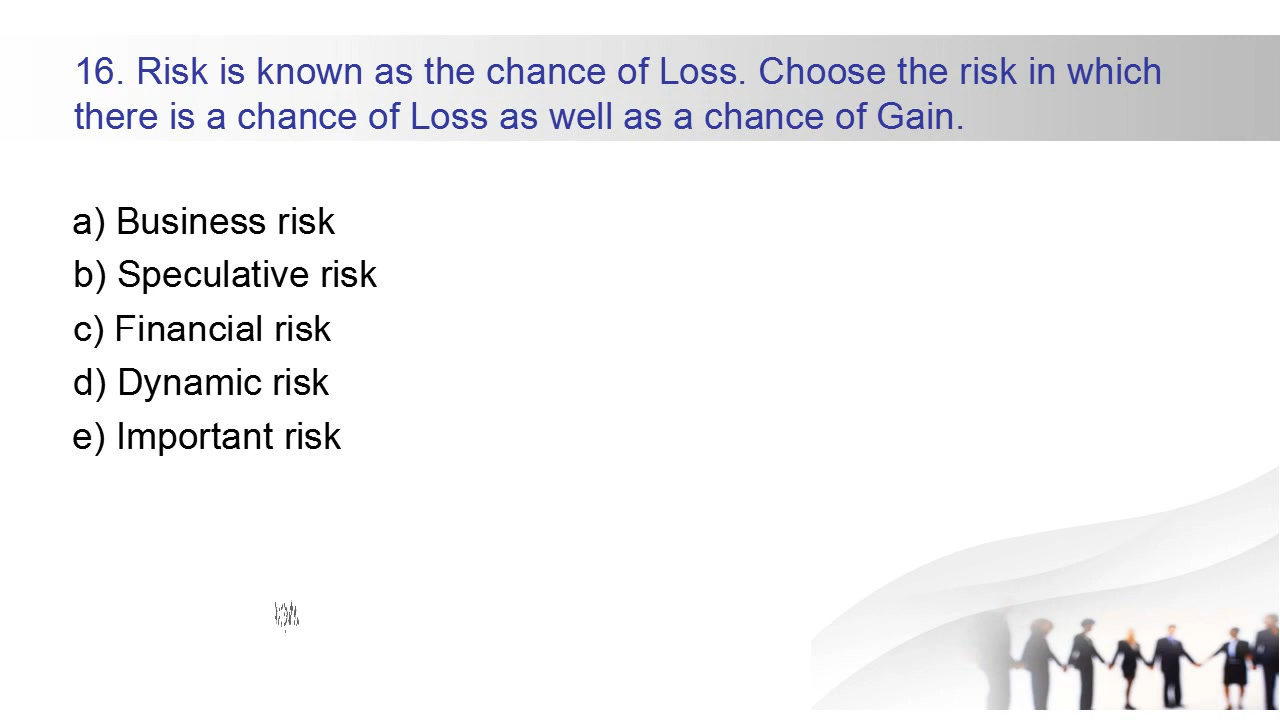 16. Risk is known as the chance of Loss. Choose the risk in which
there is a chance of Loss as well as a chance of Gain.
a) Business risk
b) Speculative risk
c) Financial risk
d) Dynamic risk
e) Important risk